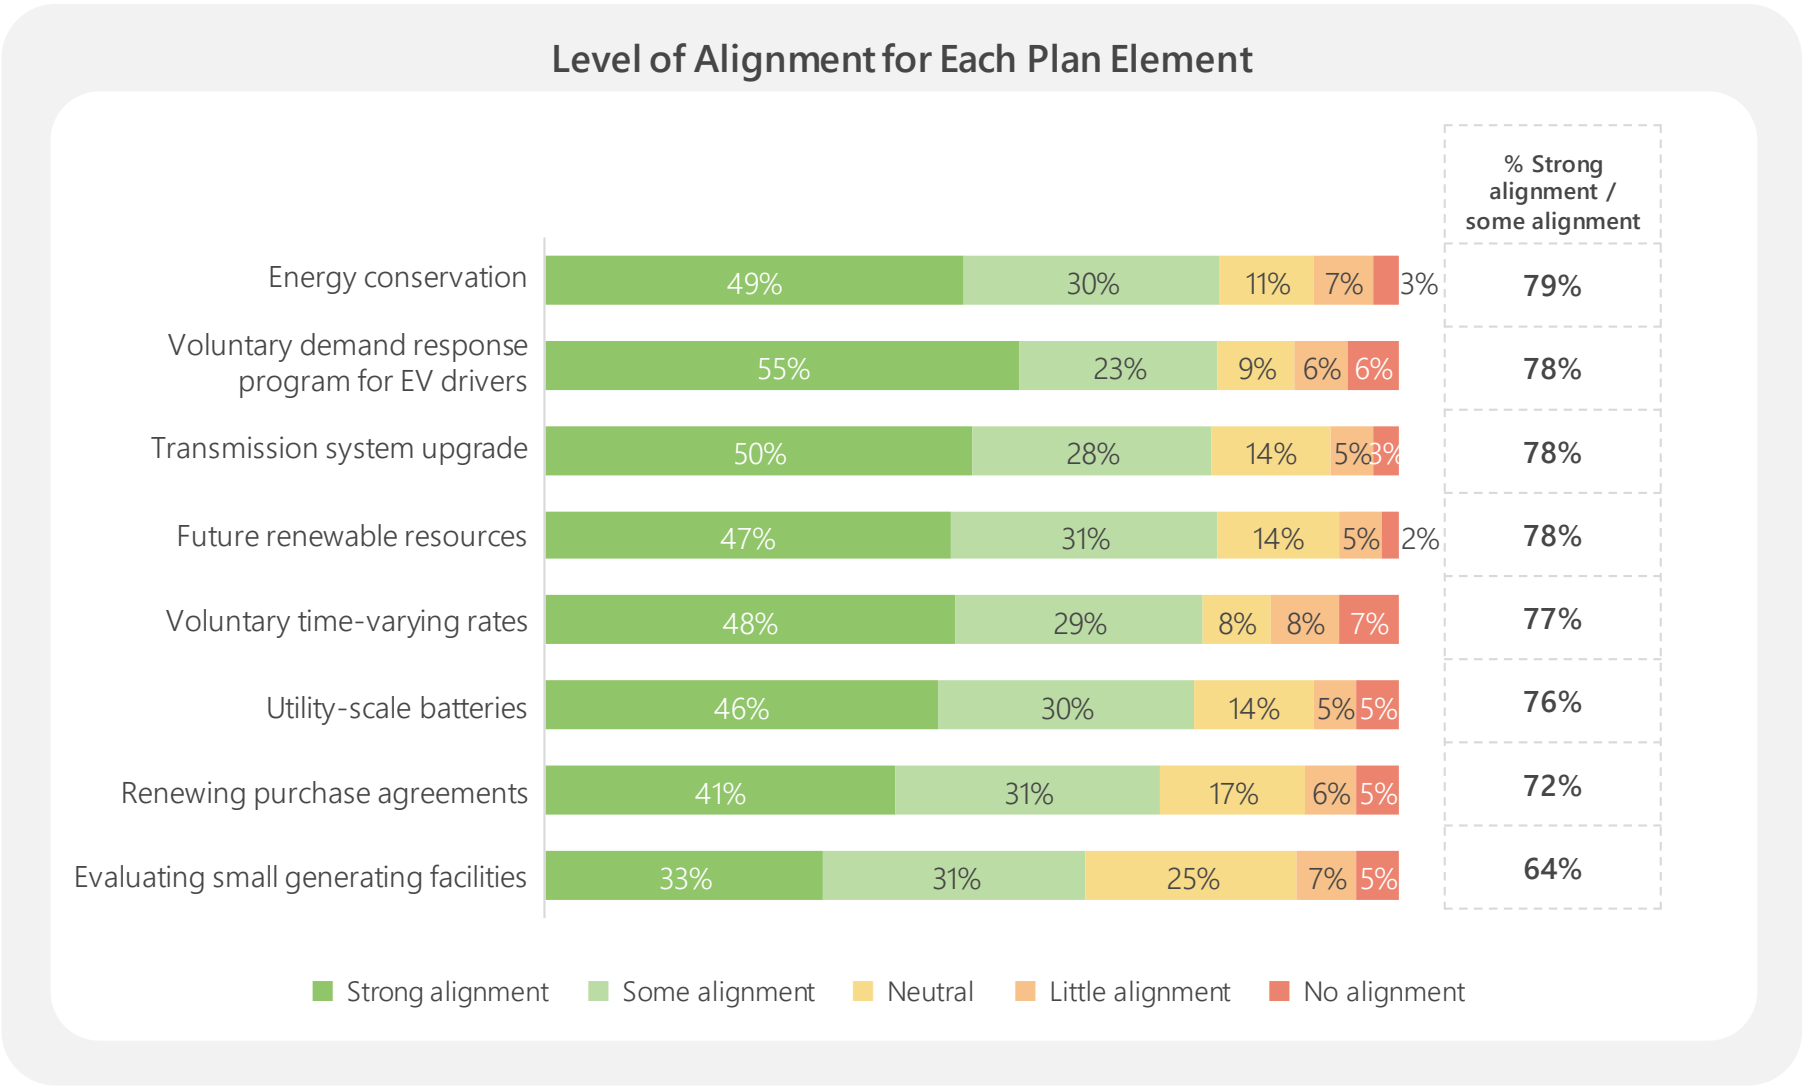 Level of Alignment for Each Plan Element
% Strong
alignment /
some alignment
Energy conservation
49% 30% 11% 7% 3%
79%
Voluntary demand response
program for EV drivers
55% 23% 9% 6% 6%
78%
Transmission system upgrade
50% 28% 14% 5% 3%
78%
Future renewable resources
47% 31% 14% 5% 2%
78%
Voluntary time-varying rates
48% 29% 8% 8% 7%
77%
Utility-scale batteries
46% 30% 14% 5% 5%
76%
Renewing purchase agreements
41% 31% 17% 6% 5%
72%
Evaluating small generating facilities
33% 31% 25% 7% 5%
64%
Strong alignment Some alignment Neutral Little alignment No alignment